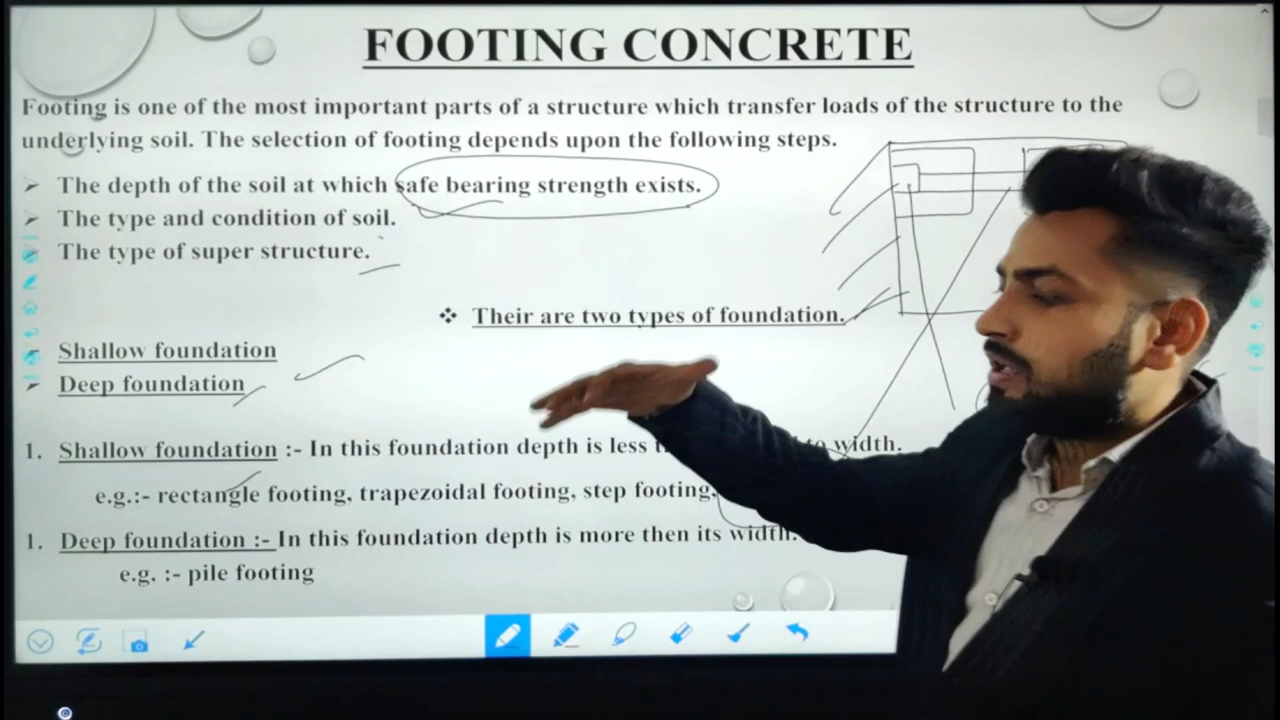 FOOTING CONCRETE
Footing is one of the most important parts of a structure which transfer loads of the structure to the
underlying soil. The selection of footing depends upon the following steps.
The depth of the soil at which safe bearing strength exists.
The type and condition of soil.
The type of super structure.
Their are two types of foundation.
Shallow foundation
Deep foundation
1. Shallow foundation :- In this foundation depth is less to width.
e.g.:- rectangle footing, trapezoidal footing, step footing,
1. Deep foundation :- In this foundation depth is more then its width.
e.g. :- pile footing